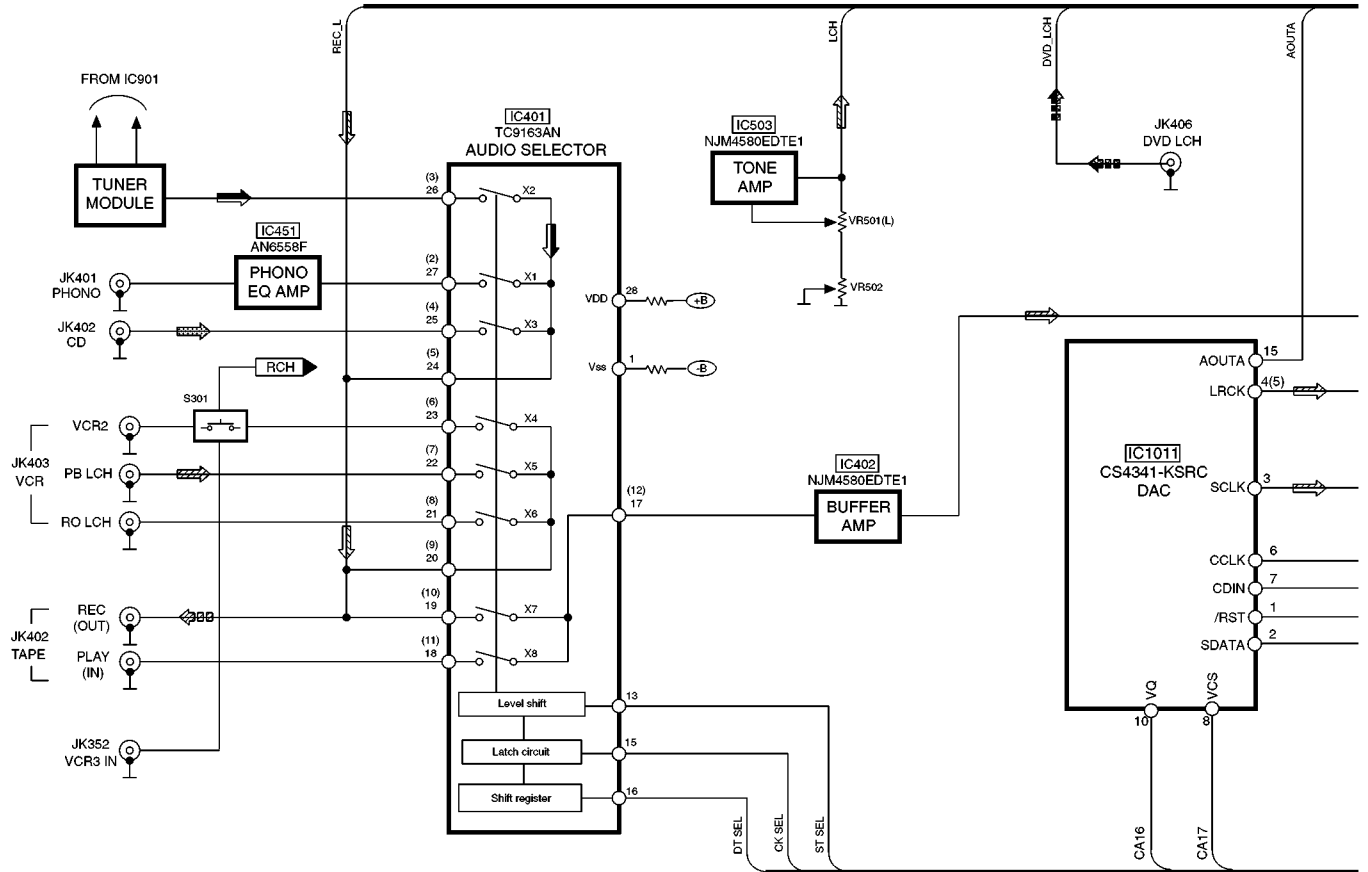 REC_L
LCH
DVD_LCH
AOUTA
FROM IC901
TUNER
MODULE
IC401
TC9163AN
AUDIO SELECTOR
IC503
NJM4580EDTE1
TONE
AMP
VR501(L)
VR502
JK406
DVD LCH
(3)
26
X2
IC451
AN6558F
PHONO
EQ AMP
JK401
PHONO
(2)
27
X1
JK402
CD
(4)
25
X3
VDD
28
+B
(5)
24
Vss
1
-B
RCH
S301
JK403
VCR
VCR2
(6)
23
X4
PB LCH
(7)
22
X5
RO LCH
(8)
21
X6
(9)
20
(12)
17
IC402
NJM4580EDTE1
BUFFER
AMP
JK402
TAPE
REC
(OUT)
(10)
19
X7
PLAY
(IN)
(11)
18
X8
JK352
VCR3 IN
Level shift
13
Latch circuit
15
Shift register
16
DT SEL
CK SEL
ST SEL
IC1011
CS4341-KSRC
DAC
AOUTA
15
LRCK
4(5)
SCLK
3
CCLK
6
CDIN
7
/RST
1
SDATA
2
VQ
10
VCS
8
CA16
CA17